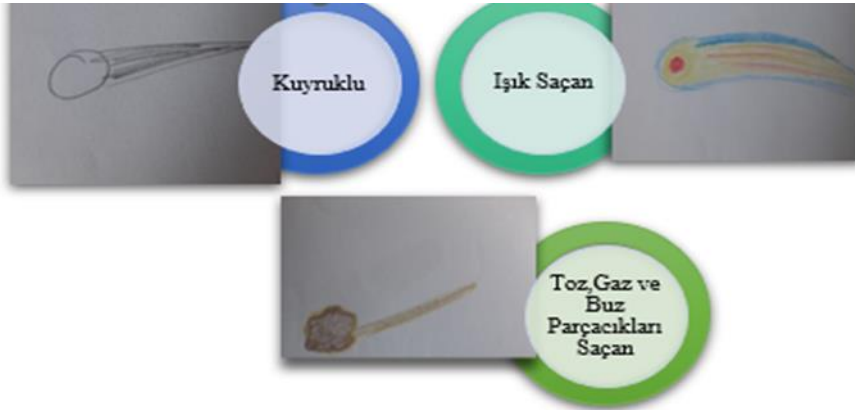 Kuyruklu
Işık Saçan
Toz,Gaz ve
Buz
Parçacıkları
Saçan